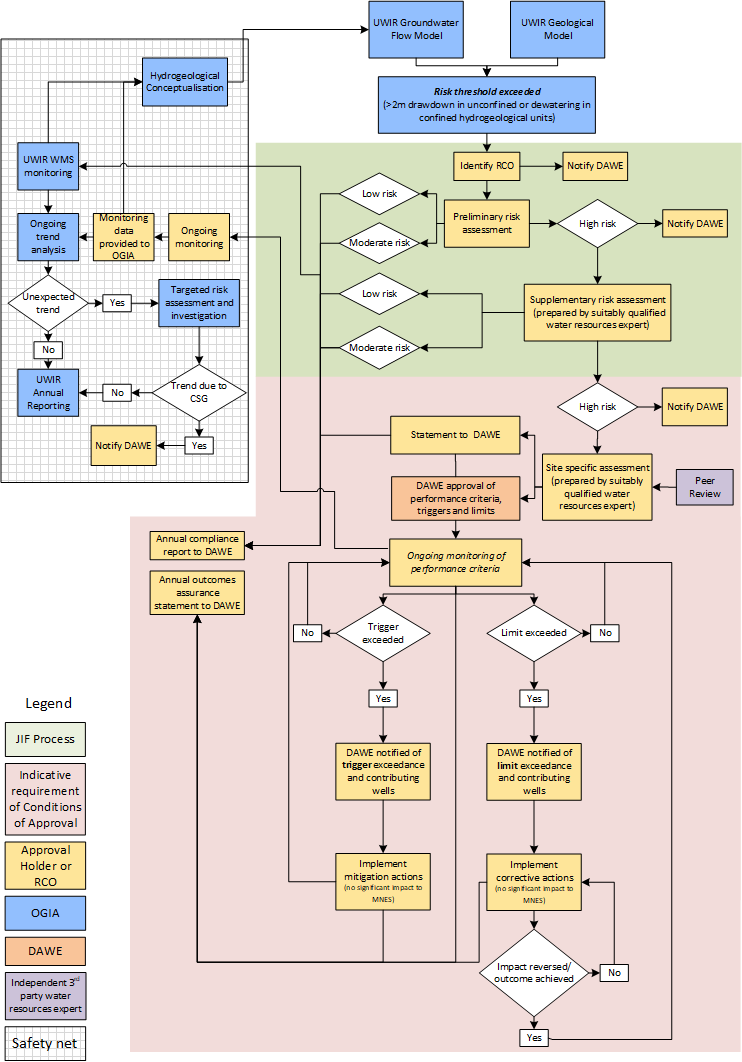 UWIR Groundwater
Flow Model
UWIR Geological
Model
Hydrogeological
Conceptualisation
Risk threshold exceeded
(>2m drawdown in unconfined or dewatering in
confined hydrogeological units)
UWIR WMS
monitoring
Identify RCO
Notify DAWE
Low risk
Preliminary risk
assessment
High risk
Notify DAWE
Moderate risk
Ongoing
trend
analysis
Monitoring
data
provided to
OGIA
Ongoing
monitoring
Unexpected
trend
Yes
Targeted risk
assessment and
investigation
Low risk
Moderate risk
Supplementary risk assessment
(prepared by suitably qualified
water resources expert)
No
UWIR
Annual
Reporting
No
Trend due to
CSG
Yes
Notify DAWE
High risk
Notify DAWE
Statement to DAWE
DAWE approval of
performance criteria,
triggers and limits
Site specific assessment
(prepared by suitably
qualified water
resources expert)
Peer
Review
Annual compliance
report to DAWE
Annual outcomes
assurance
statement to DAWE
Ongoing monitoring of
performance criteria
No
Trigger
exceeded
Limit exceeded
No
Yes
Yes
DAWE notified of
trigger exceedance
and contributing
wells
DAWE notified of
limit exceedance
and contributing
wells
Implement
mitigation actions
(no significant impact to
MNES)
Implement
corrective actions
(no significant impact to
MNES)
Impact reversed/
outcome achieved
No
Yes
Legend
JIF Process
Indicative
requirement
of Conditions
of Approval
Approval
Holder or
RCO
OGIA
DAWE
Independent 3rd
party water
resources expert
Safety net